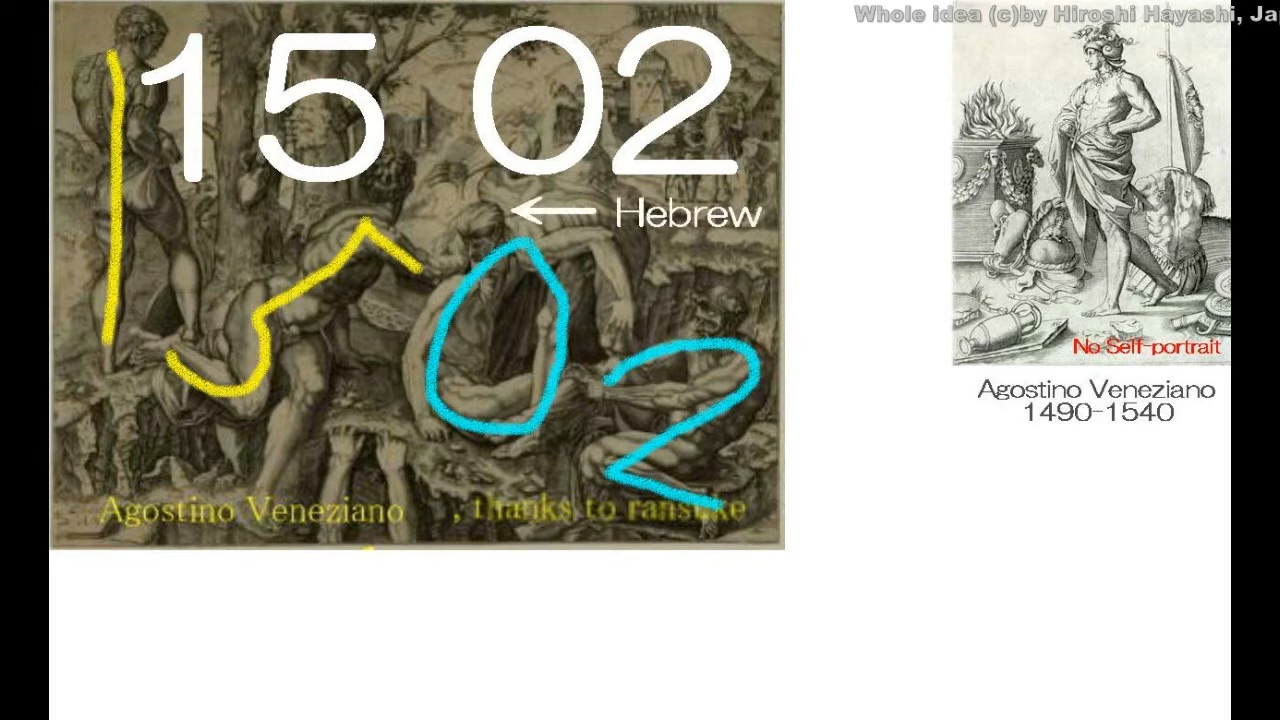 Whole idea (c)by Hiroshi Hayashi, Ja
15 02
← Hebrew
No Self-portrait
Agostino Veneziano
1490-1540
Agostino Veneziano , thanks to ransuke